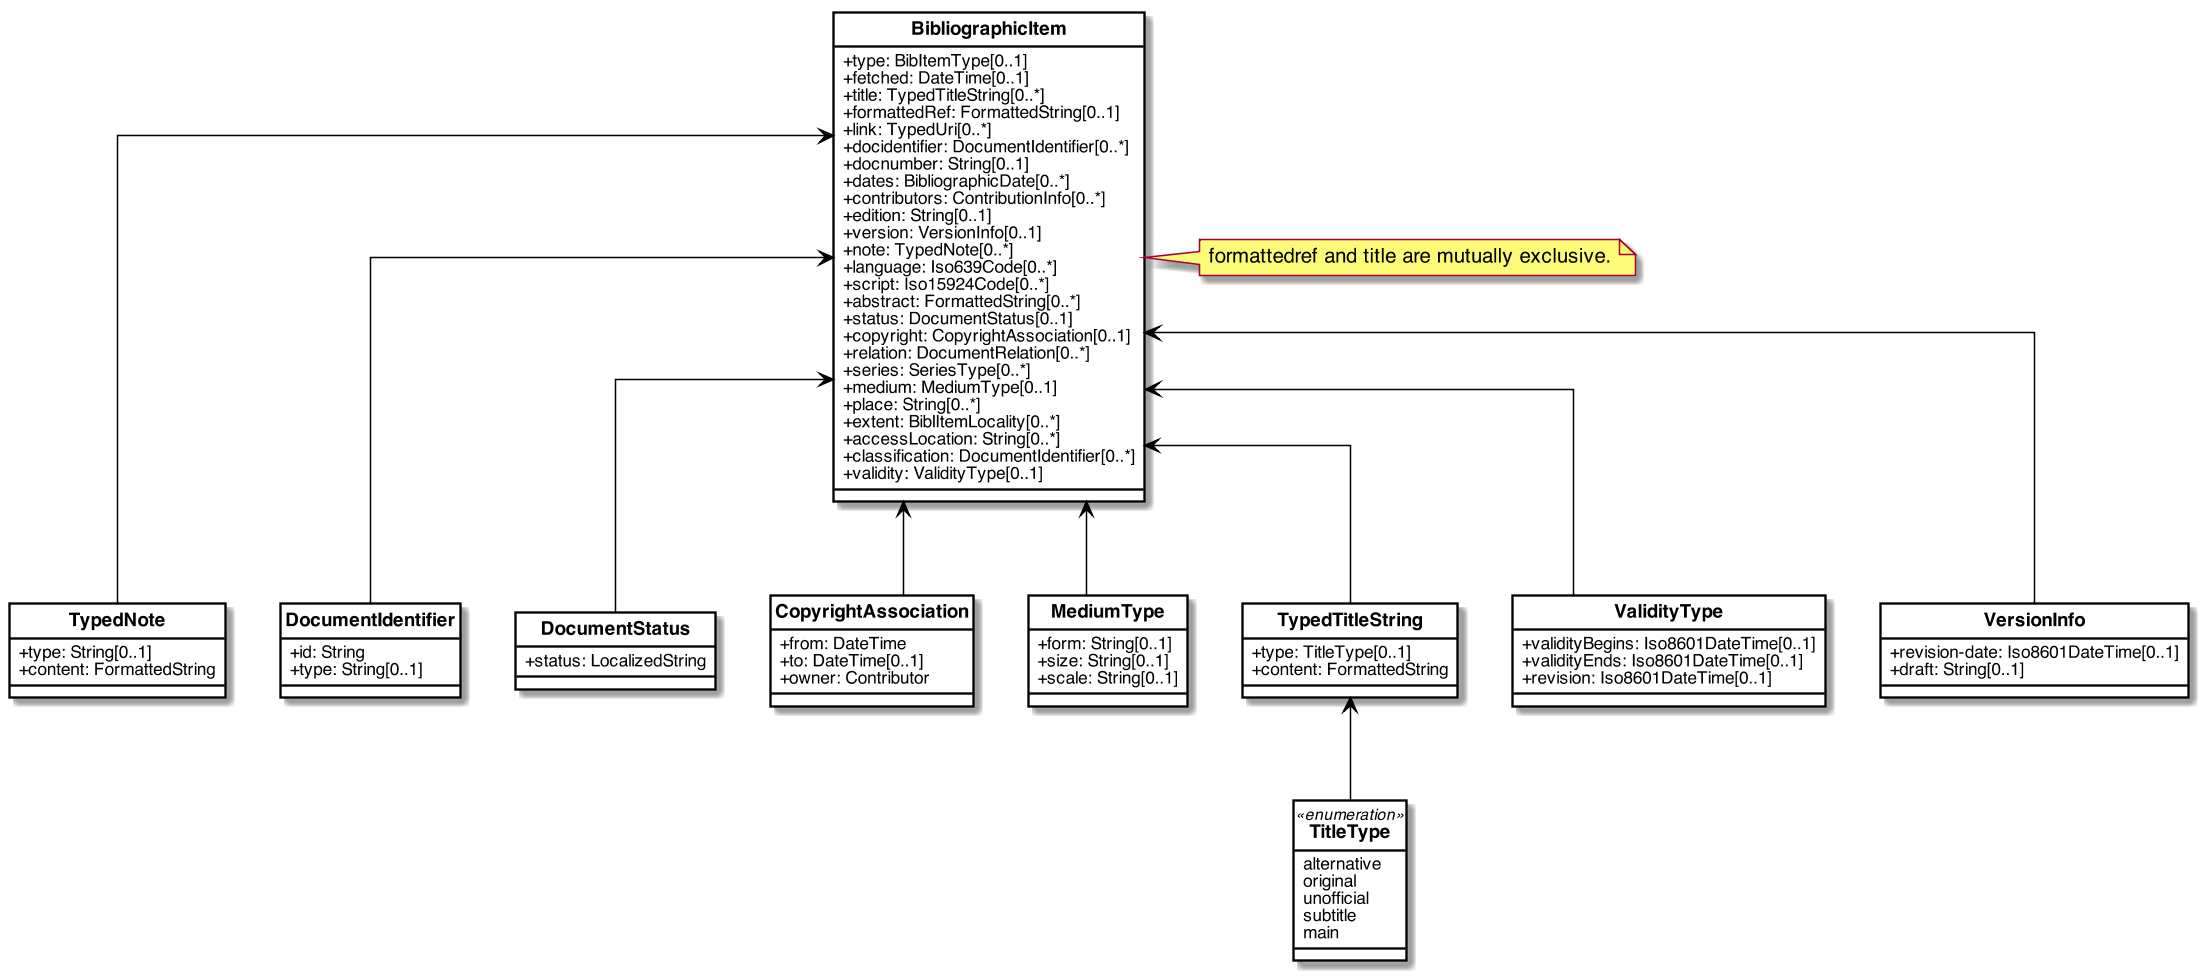 BibliographicItem
+type: BibItemType[0..1]
+fetched: DateTime[0..1]
+title: TypedTitleString[0..*]
+formattedRef: FormattedString[0..1]
+link: TypedUri[0..*]
+docidentifier: DocumentIdentifier[0..*]
+docnumber: String[0..1]
+dates: BibliographicDate[0..*]
+contributors: ContributionInfo[0..*]
+edition: String[0..1]
+version: VersionInfo[0..1]
+note: TypedNote[0..*]
+language: Iso639Code[0..*]
+script: Iso15924Code[0..*]
+abstract: FormattedString[0..*]
+status: DocumentStatus[0..1]
+copyright: CopyrightAssociation[0..1]
+relation: DocumentRelation[0..*]
+series: SeriesType[0..*]
+medium: MediumType[0..1]
+place: String[0..*]
+extent: BiblItemLocality[0..*]
+accessLocation: String[0..*]
+classification: DocumentIdentifier[0..*]
+validity: ValidityType[0..1]
formattedref and title are mutually exclusive.
TypedNote
+type: String[0..1]
+content: FormattedString
DocumentIdentifier
+id: String
+type: String[0..1]
DocumentStatus
+status: LocalizedString
CopyrightAssociation
+from: DateTime
+to: DateTime[0..1]
+owner: Contributor
MediumType
+form: String[0..1]
+size: String[0..1]
+scale: String[0..1]
TypedTitleString
+type: TitleType[0..1]
+content: FormattedString
ValidityType
+validityBegins: Iso8601DateTime[0..1]
+validityEnds: Iso8601DateTime[0..1]
+revision: Iso8601DateTime[0..1]
VersionInfo
+revision-date: Iso8601DateTime[0..1]
+draft: String[0..1]
«enumeration»
TitleType
alternative
original
unofficial
subtitle
main